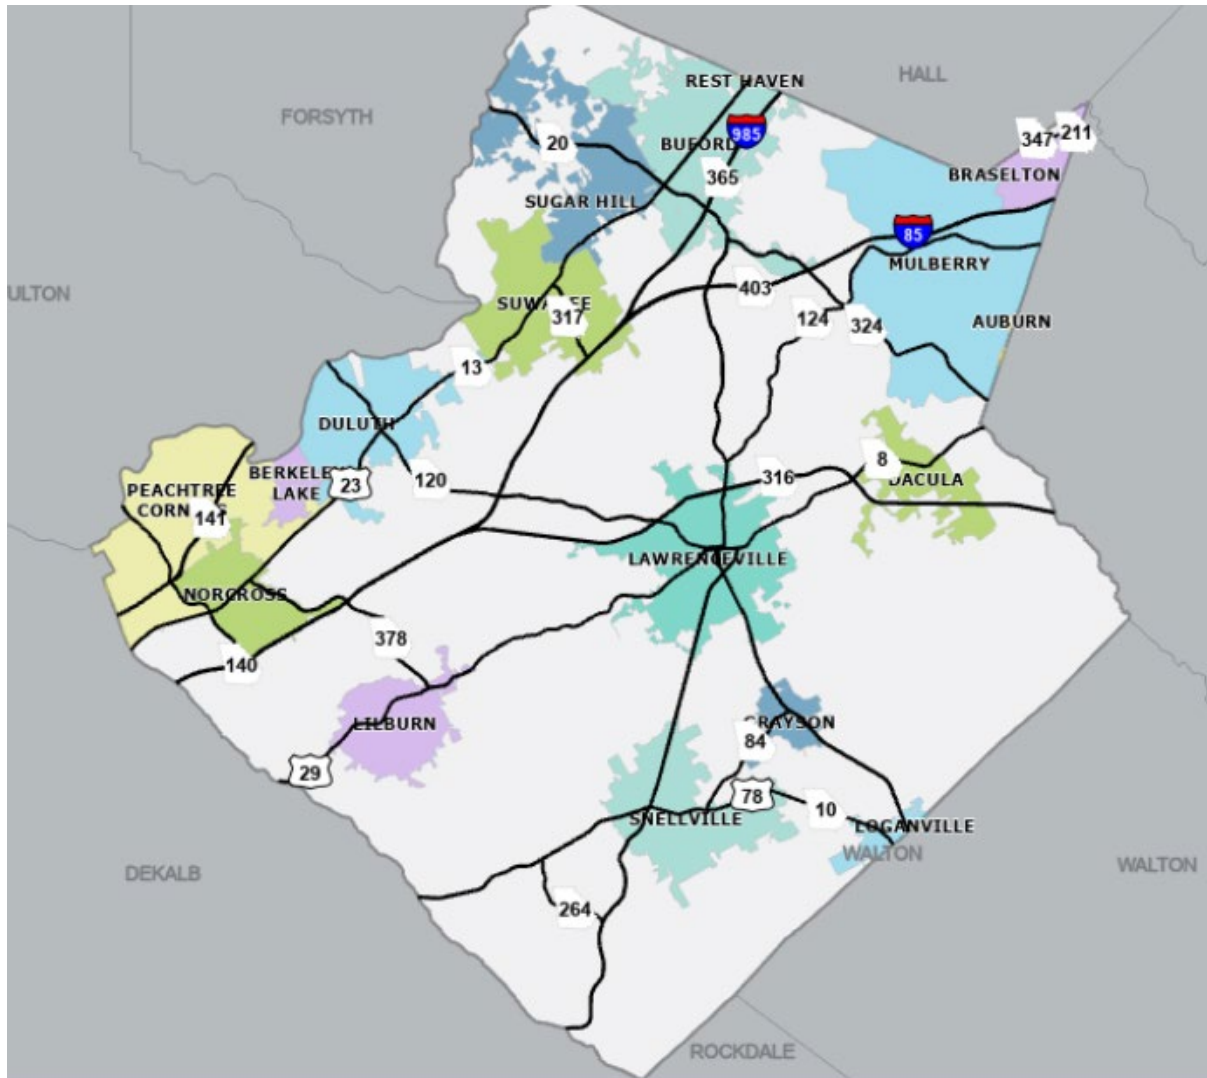 HALL
REST HAVEN
FORSYTH
985
347
211
20
BUFORD
365
BRASELTON
SUGAR HILL
85
MULBERRY
ULTON
403
SUWANEE
317
124
324
AUBURN
13
DULUTH
8
BERKELEY
LAKE
23
120
316
DACULA
PEACHTREE
CORNERS
141
LAWRENCEVILLE
NORCROSS
378
140
LILBURN
GRAYSON
84
29
78
10
SNELLVILLE
LOGANVILLE
WALTON
WALTON
DEKALB
264
ROCKDALE